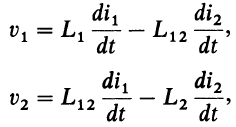 v₁ = L₁ di₁/dt − L₁₂ di₂/dt,
v₂ = L₁₂ di₁/dt − L₂ di₂/dt,